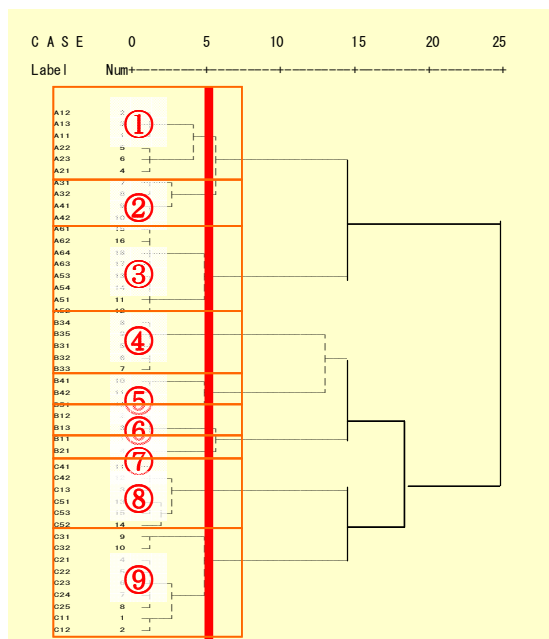 CASE 0 5 10 15 20 25
Label Num
A12
A13
①
A11
A22 5
A23 6
A21 4
A31
A32
②
A41
A42
A61
A62 16
A64
A63
③
A53
A54
A51 11
A52
B34
B35
④
B31
B32
B33 7
B41
B42
⑤
B12
B13
⑥
B11
B21
⑦
C41
C42
C13
⑧
C51
C53
C52 14
C31 9
C32 10
C21
C22
⑨
C23
C24
C25 8
C11 1
C12 2